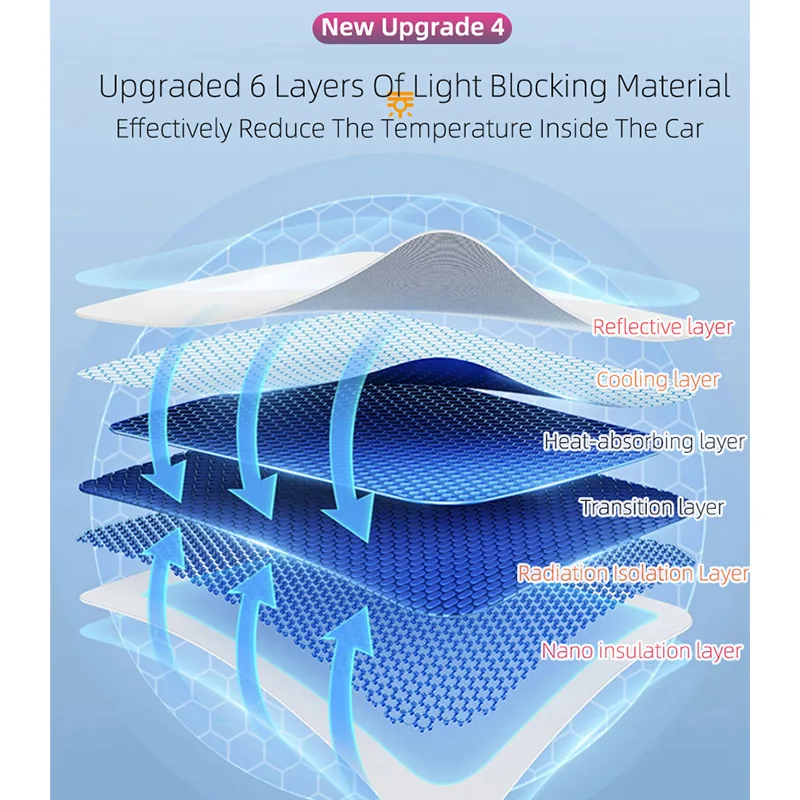 New Upgrade 4
Upgraded 6 Layers Of Light Blocking Material
Effectively Reduce The Temperature Inside The Car
Reflective layer
Cooling layer
Heat-absorbing layer
Transition layer
Radiation Isolation Layer
Nano insulation layer